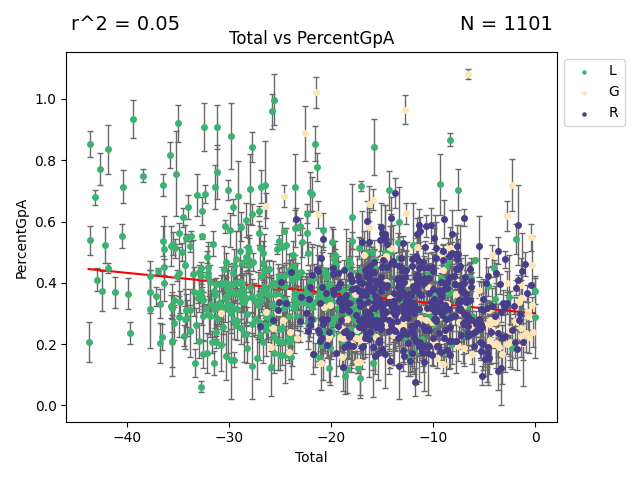 r^2 = 0.05
N = 1101
Total vs PercentGpA
L
G
R
1.0
0.8
0.6
0.4
0.2
0.0
PercentGpA
−40
−30
−20
−10
0
Total